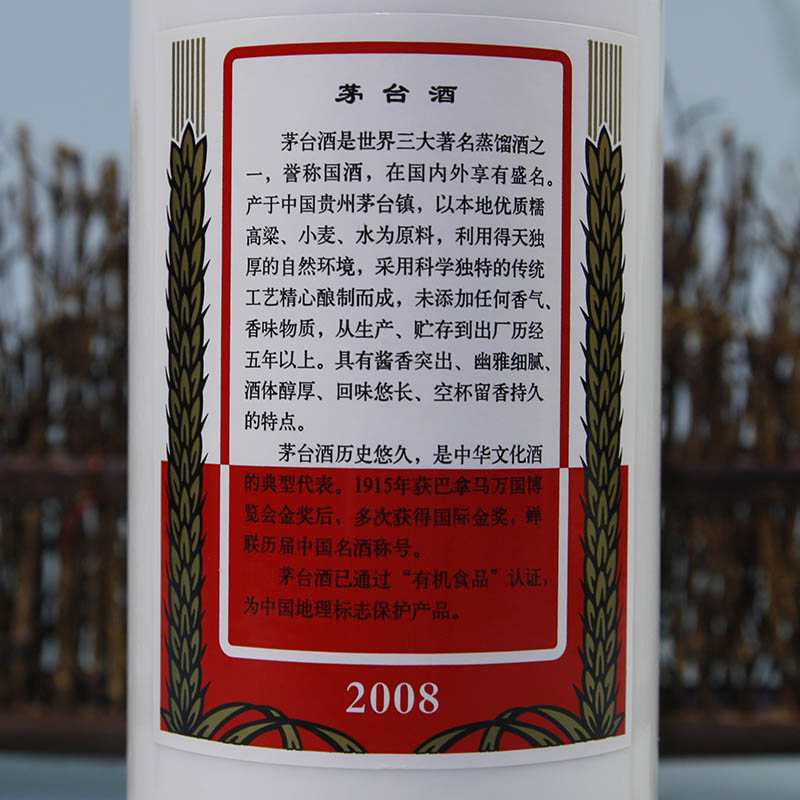 茅台酒
茅台酒是世界三大著名蒸馏酒之
一，誉称国酒，在国内外享有盛名。
产于中国贵州茅台镇，以本地优质糯
高粱、小麦、水为原料，利用得天独
厚的自然环境，采用科学独特的传统
工艺精心酿制而成，未添加任何香气、
香味物质，从生产、贮存到出厂历经
五年以上。具有酱香突出、幽雅细腻、
酒体醇厚、回味悠长、空杯留香持久
的特点。
茅台酒历史悠久，是中华文化酒
的典型代表。1915年获巴拿马万国博
览会金奖后，多次获得国际金奖，蝉
联历届中国名酒称号。
茅台酒已通过“有机食品”认证，
为中国地理标志保护产品。
2008